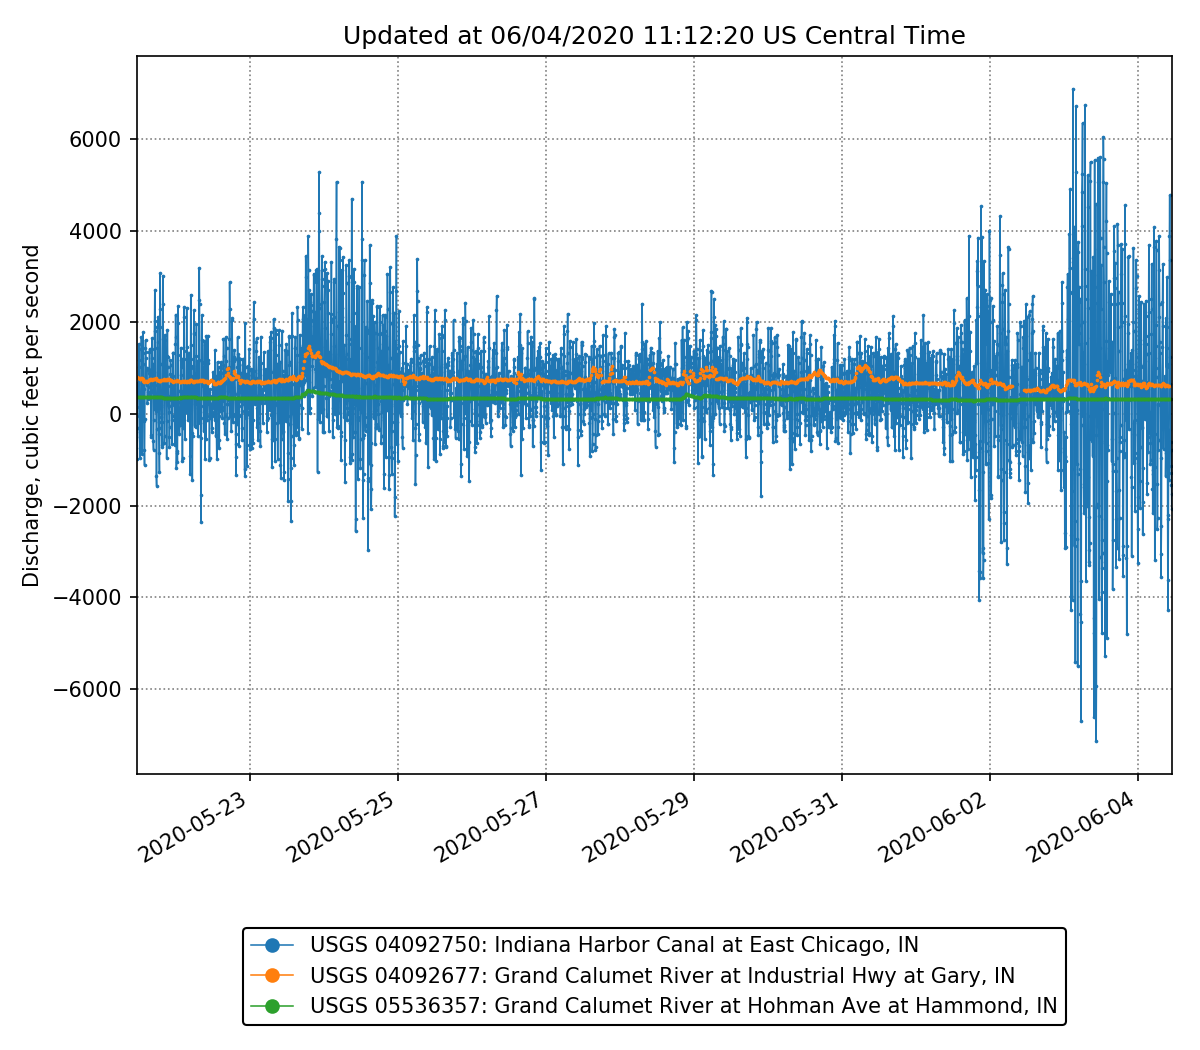 Updated at 06/04/2020 11:12:20 US Central Time
Discharge, cubic feet per second
6000
4000
2000
0
−2000
−4000
−6000
2020-05-23
2020-05-25
2020-05-27
2020-05-29
2020-05-31
2020-06-02
2020-06-04
USGS 04092750: Indiana Harbor Canal at East Chicago, IN
USGS 04092677: Grand Calumet River at Industrial Hwy at Gary, IN
USGS 05536357: Grand Calumet River at Hohman Ave at Hammond, IN